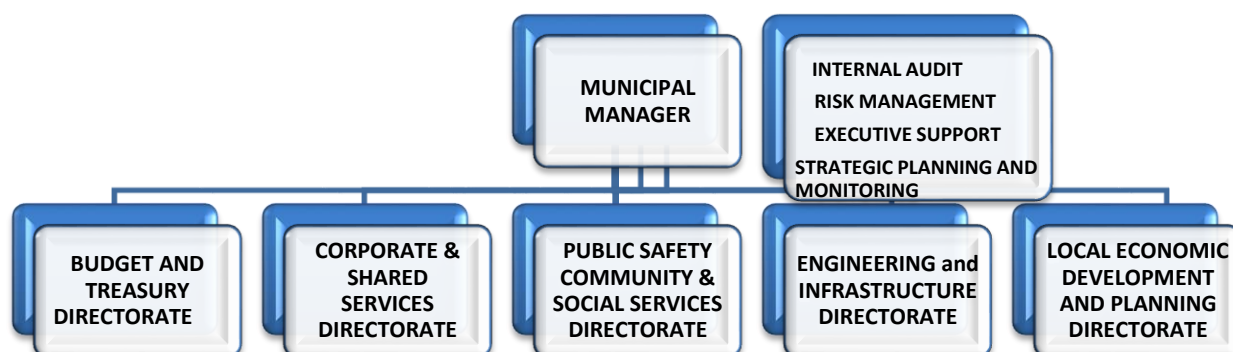 MUNICIPAL
MANAGER
INTERNAL AUDIT
RISK MANAGEMENT
EXECUTIVE SUPPORT
STRATEGIC PLANNING AND
MONITORING
BUDGET AND
TREASURY
DIRECTORATE
CORPORATE &
SHARED
SERVICES
DIRECTORATE
PUBLIC SAFETY
COMMUNITY &
SOCIAL SERVICES
DIRECTORATE
ENGINEERING and
INFRASTRUCTURE
DIRECTORATE
LOCAL ECONOMIC
DEVELOPMENT
AND PLANNING
DIRECTORATE